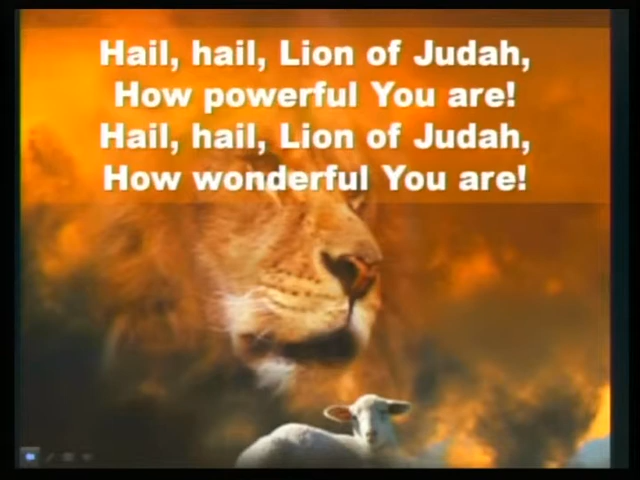 Hail, hail, Lion of Judah,
How powerful You are!
Hail, hail, Lion of Judah,
How wonderful You are!